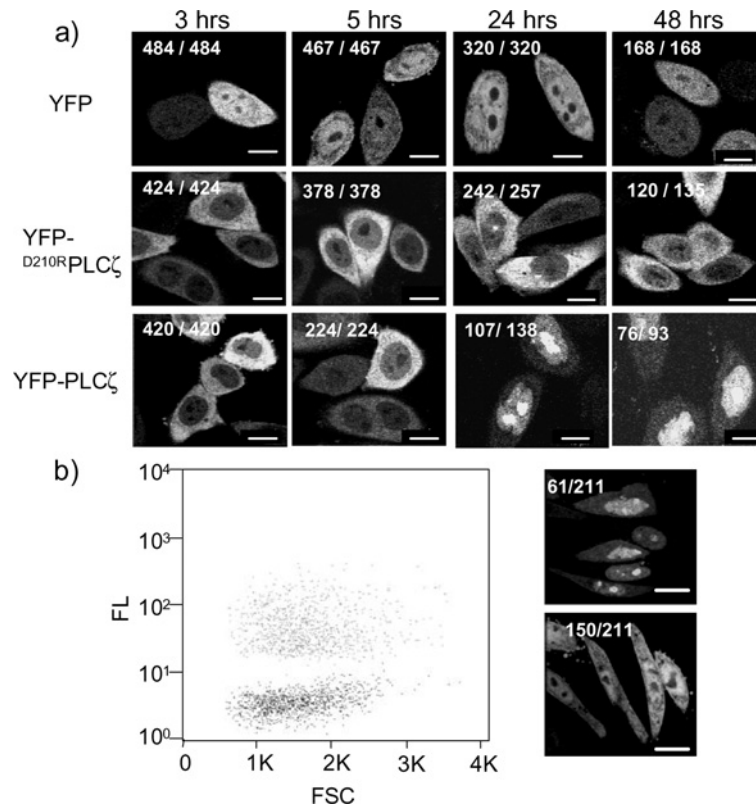 a)
3 hrs 5 hrs 24 hrs 48 hrs
YFP
484 / 484 467 / 467 320 / 320 168 / 168
YFP-
D210RPLCζ
424 / 424 378 / 378 242 / 257 120 / 135
YFP-PLCζ
420 / 420 224 / 224 107 / 138 76 / 93
b)
10⁴
10³
10²
10¹
10⁰
FL
0 1K 2K 3K 4K
FSC
61/211
150/211